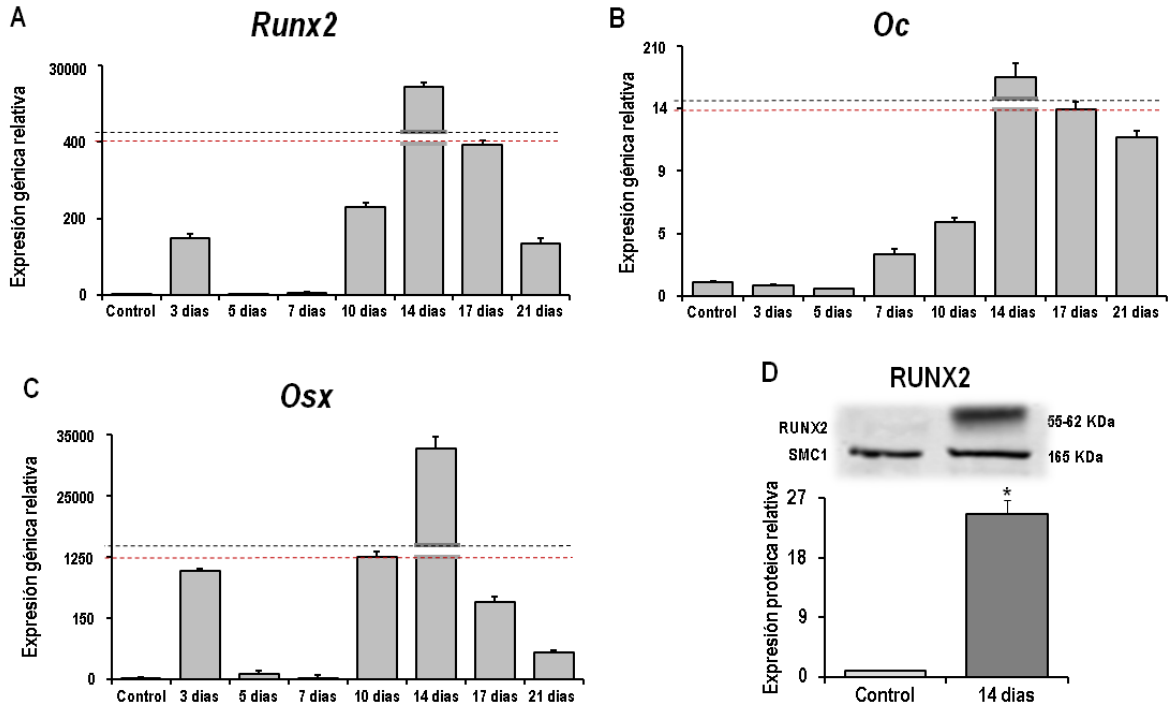 A
Runx2
Expresión génica relativa
30000
400
200
0
Control 3 dias 5 dias 7 dias 10 dias 14 dias 17 dias 21 dias
B
Oc
Expresión génica relativa
210
14
9
5
0
Control 3 dias 5 dias 7 dias 10 dias 14 dias 17 dias 21 dias
C
Osx
Expresión génica relativa
35000
25000
1250
150
0
Control 3 dias 5 dias 7 dias 10 dias 14 dias 17 dias 21 dias
D
RUNX2
RUNX2 55-62 KDa
SMC1 165 KDa
Expresión proteica relativa
27
18
9
0
*
Control 14 dias